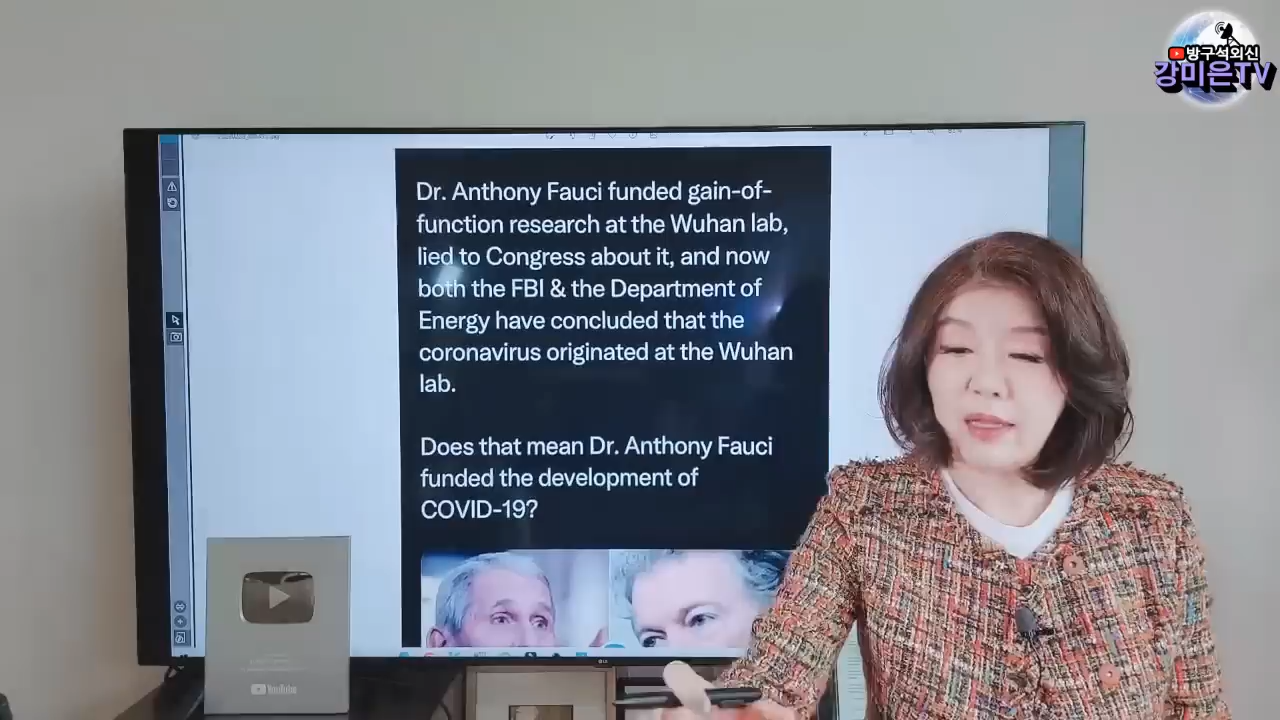 방구석외신
강미은TV
Dr. Anthony Fauci funded gain-of-
function research at the Wuhan lab,
lied to Congress about it, and now
both the FBI & the Department of
Energy have concluded that the
coronavirus originated at the Wuhan
lab.
Does that mean Dr. Anthony Fauci
funded the development of
COVID-19?
YouTube
LG